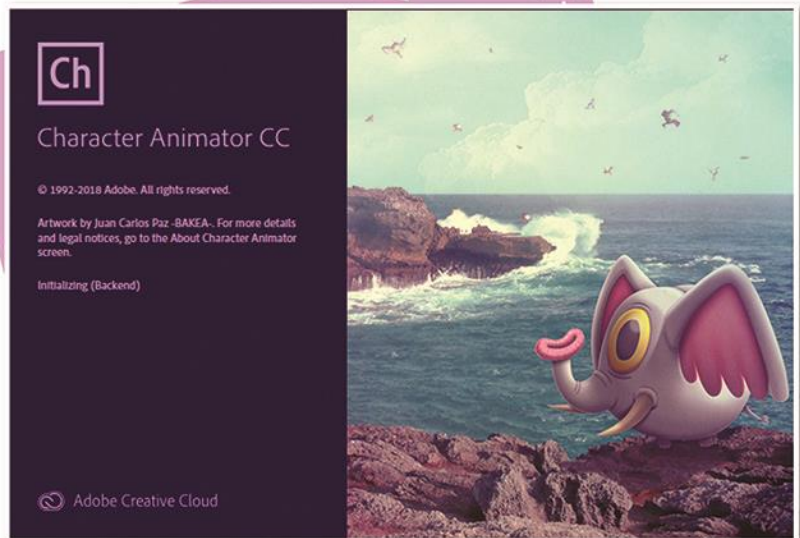 Ch
Character Animator CC
© 1992-2018 Adobe. All rights reserved.
Artwork by Juan Carlos Paz -BAKEA-. For more details
and legal notices, go to the About Character Animator
screen.
Initializing (Backend)
Adobe Creative Cloud